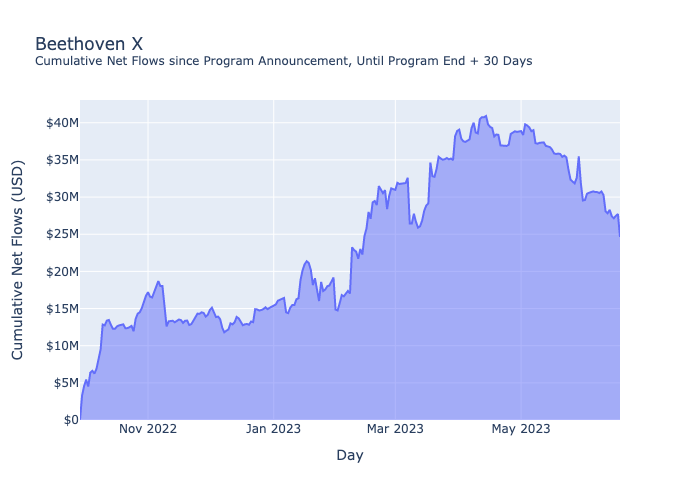 Beethoven X
Cumulative Net Flows since Program Announcement, Until Program End + 30 Days
Cumulative Net Flows (USD)
$40M
$35M
$30M
$25M
$20M
$15M
$10M
$5M
$0
Nov 2022
Jan 2023
Mar 2023
May 2023
Day